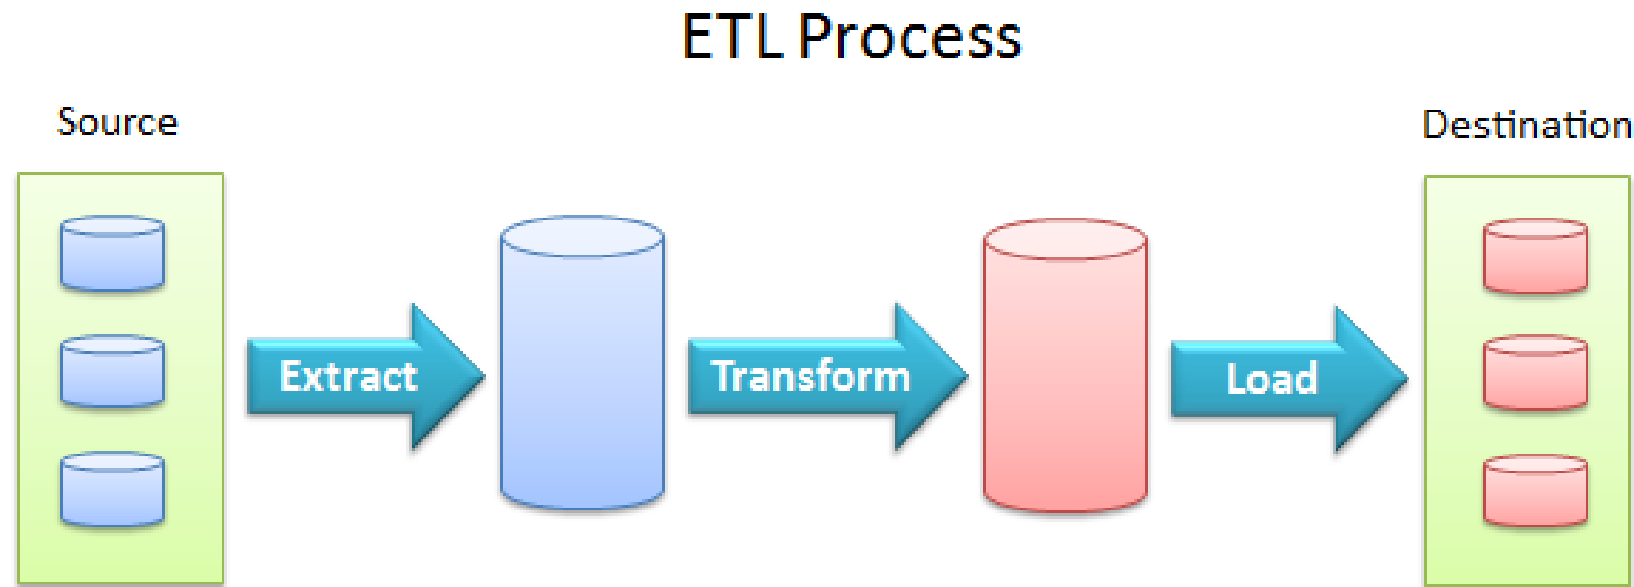 ETL Process
Source
Destination
Extract
Transform
Load